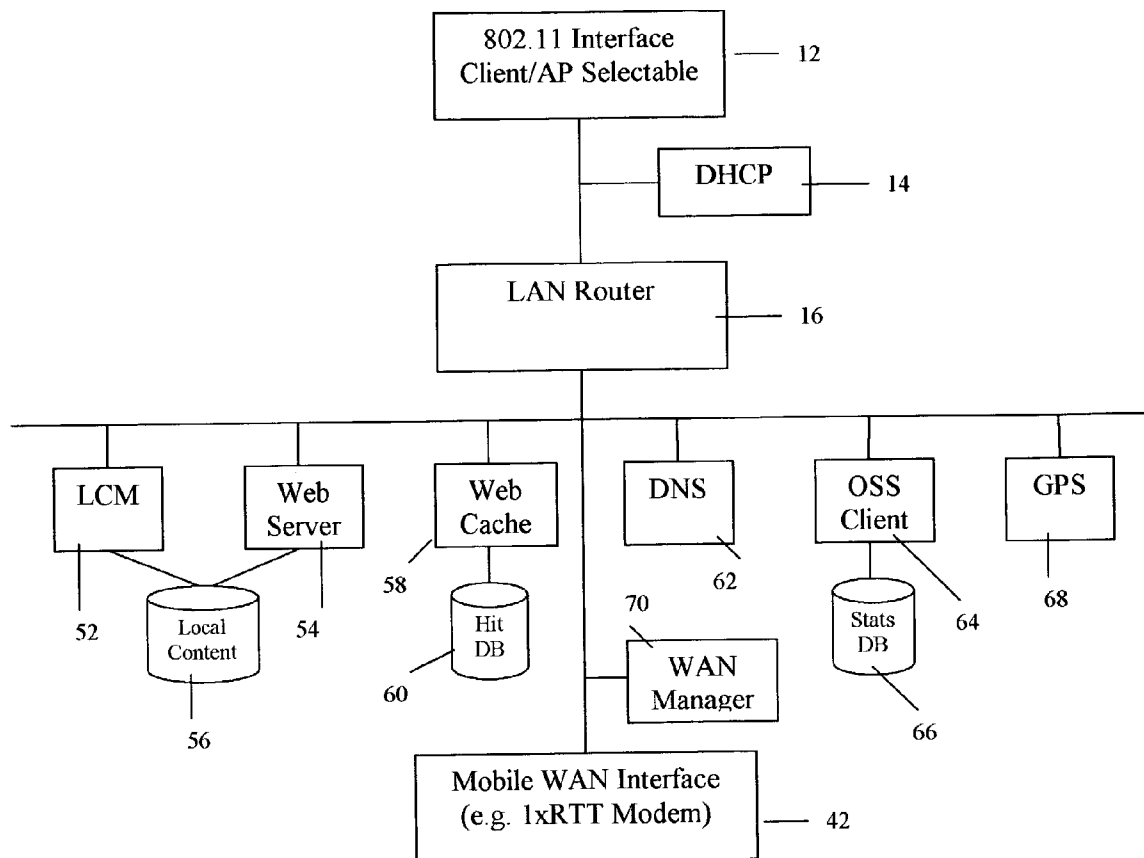 802.11 Interface
Client/AP Selectable
12
DHCP
14
LAN Router
16
LCM
Web
Server
Web
Cache
DNS
OSS
Client
GPS
52
54
58
62
64
68
Local
Content
56
Hit
DB
60
70
WAN
Manager
Stats
DB
66
Mobile WAN Interface
(e.g. 1xRTT Modem)
42